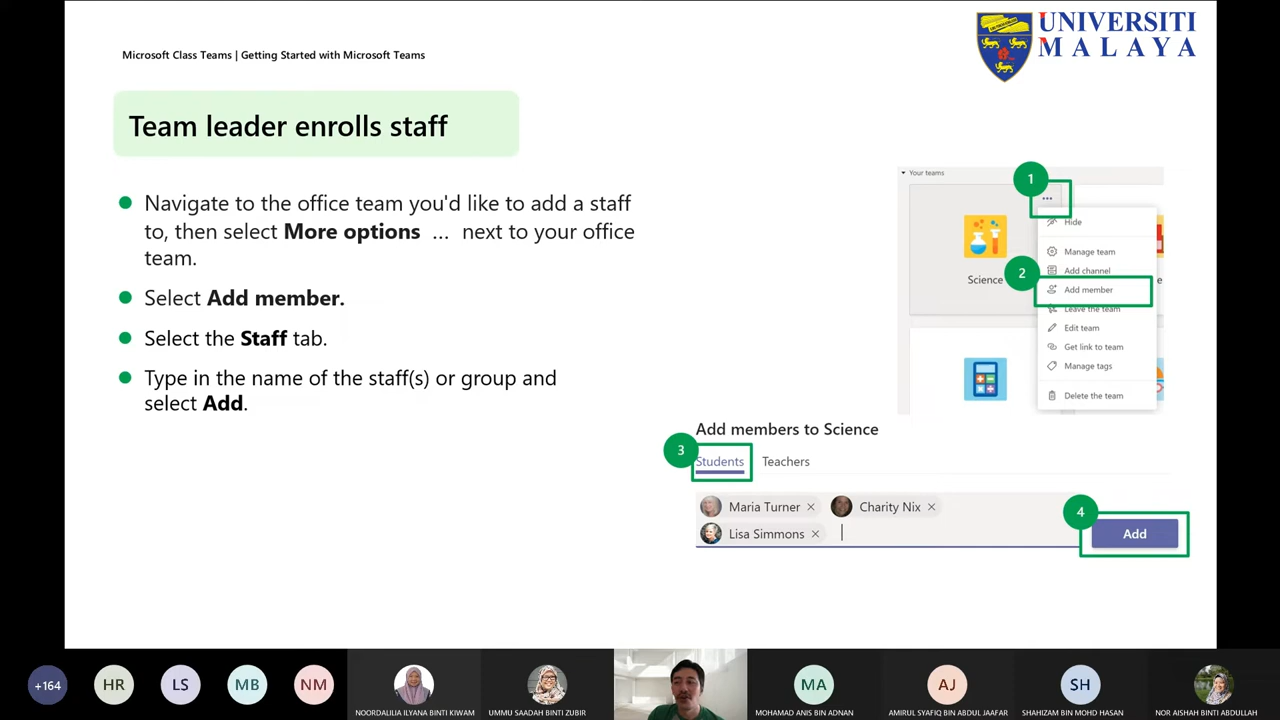 UNIVERSITI
MALAYA
Microsoft Class Teams | Getting Started with Microsoft Teams
Team leader enrolls staff
Navigate to the office team you'd like to add a staff
to, then select More options ... next to your office
team.
Select Add member.
Select the Staff tab.
Type in the name of the staff(s) or group and
select Add.
Your teams
1
Hide
Manage team
Science
2
Add channel
Add member
Leave the team
Edit team
Get link to team
Manage tags
Delete the team
Add members to Science
3
Students Teachers
Maria Turner Charity Nix
4
Lisa Simmons
Add
+164
HR
LS
MB
NM
MA
AJ
SH
NOORDALILIA ILYANA BINTI KIWAM
UMMU SAADAH BINTI ZUBIR
MOHAMAD ANIS BIN ADNAN
AMIRUL SYAFIQ BIN ABDUL JAAFAR
SHAHIZAM BIN MOHD HASAN
NOR AISHAH BINTI ABDULLAH